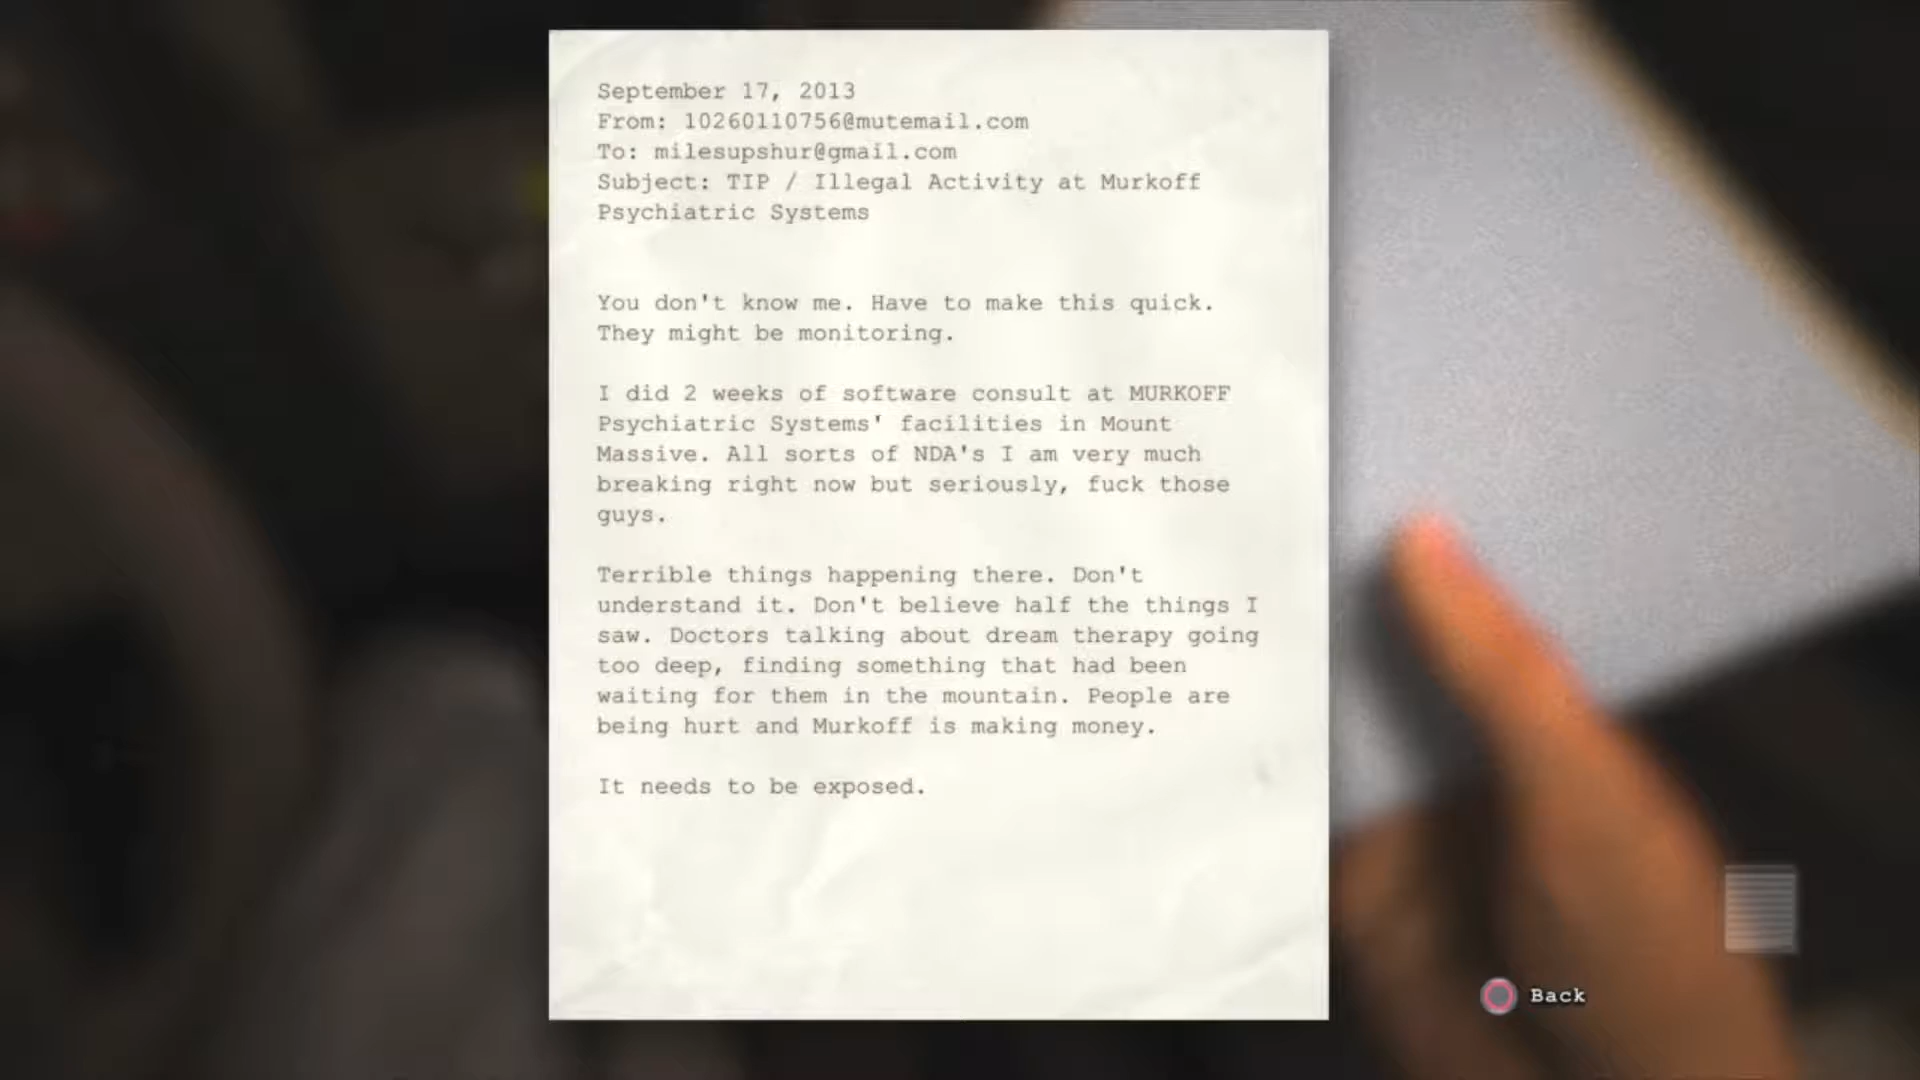 September 17, 2013
From: 10260110756@mutemail.com
To: milesupshur@gmail.com
Subject: TIP / Illegal Activity at Murkoff
Psychiatric Systems
You don't know me. Have to make this quick.
They might be monitoring.
I did 2 weeks of software consult at MURKOFF
Psychiatric Systems' facilities in Mount
Massive. All sorts of NDA's I am very much
breaking right now but seriously, fuck those
guys.
Terrible things happening there. Don't
understand it. Don't believe half the things I
saw. Doctors talking about dream therapy going
too deep, finding something that had been
waiting for them in the mountain. People are
being hurt and Murkoff is making money.
It needs to be exposed.
Back